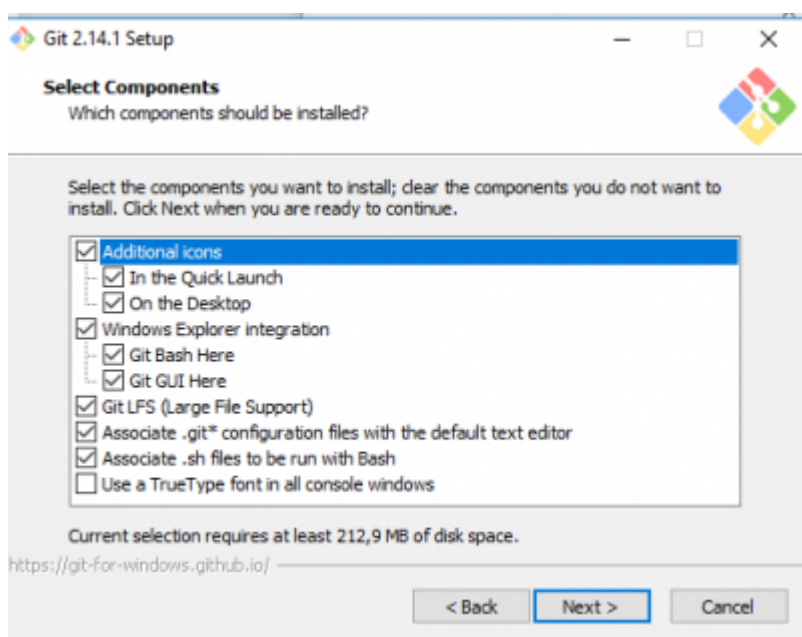 Git 2.14.1 Setup
Select Components
Which components should be installed?
Select the components you want to install; clear the components you do not want to
install. Click Next when you are ready to continue.
Additional icons
In the Quick Launch
On the Desktop
Windows Explorer integration
Git Bash Here
Git GUI Here
Git LFS (Large File Support)
Associate .git* configuration files with the default text editor
Associate .sh files to be run with Bash
Use a TrueType font in all console windows
Current selection requires at least 212,9 MB of disk space.
https://git-for-windows.github.io/
< Back
Next >
Cancel